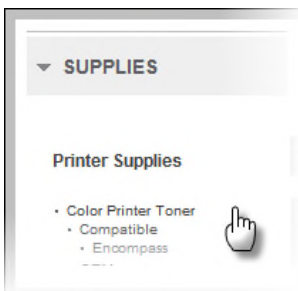 SUPPLIES
Printer Supplies
Color Printer Toner
Compatible
Encompass